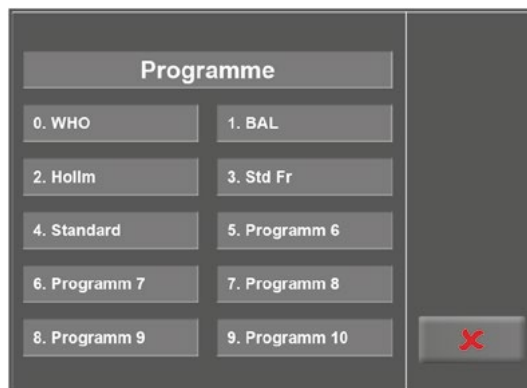 Programme
0. WHO
1. BAL
2. Hollm
3. Std Fr
4. Standard
5. Programm 6
6. Programm 7
7. Programm 8
8. Programm 9
9. Programm 10